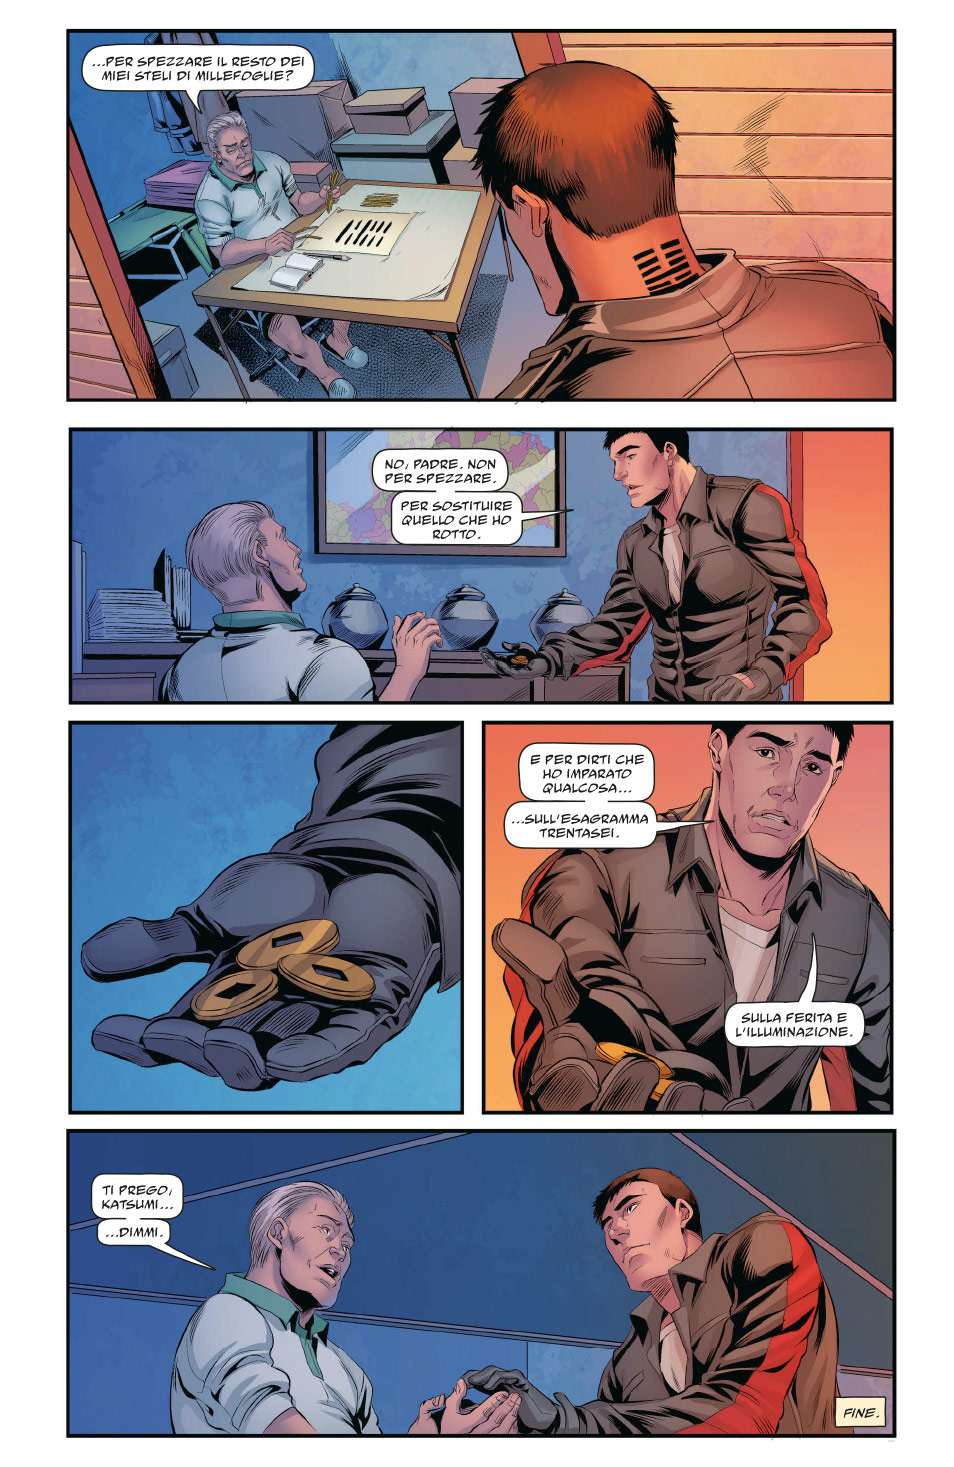 ...PER SPEZZARE IL RESTO DEI
MIEI STELI DI MILLEFOGLIE?
NO, PADRE. NON
PER SPEZZARE.
PER SOSTITUIRE
QUELLO CHE HO
ROTTO.
E PER DIRTI CHE
HO IMPARATO
QUALCOSA...
...SULL'ESAGRAMMA
TRENTASEI.
SULLA FERITA E
L'ILLUMINAZIONE.
TI PREGO,
KATSUMI...
...DIMMI.
FINE.